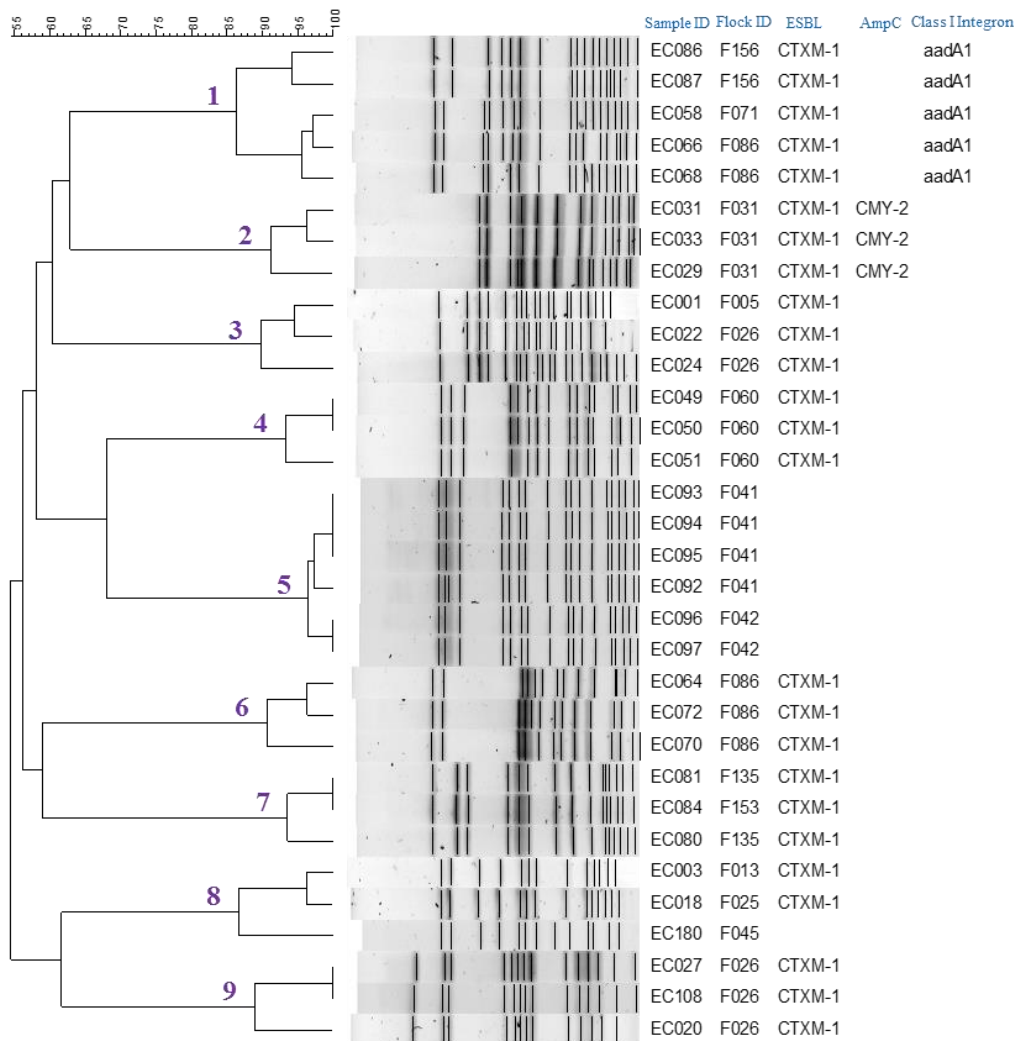 55 60 65 70 75 80 85 90 95 100
Sample ID Flock ID ESBL AmpC Class I Integron
EC086 F156 CTXM-1 aadA1
EC087 F156 CTXM-1 aadA1
1
EC058 F071 CTXM-1 aadA1
EC066 F086 CTXM-1 aadA1
EC068 F086 CTXM-1 aadA1
EC031 F031 CTXM-1 CMY-2
2
EC033 F031 CTXM-1 CMY-2
EC029 F031 CTXM-1 CMY-2
EC001 F005 CTXM-1
3
EC022 F026 CTXM-1
EC024 F026 CTXM-1
EC049 F060 CTXM-1
4
EC050 F060 CTXM-1
EC051 F060 CTXM-1
EC093 F041
EC094 F041
EC095 F041
5
EC092 F041
EC096 F042
EC097 F042
EC064 F086 CTXM-1
6
EC072 F086 CTXM-1
EC070 F086 CTXM-1
EC081 F135 CTXM-1
7
EC084 F153 CTXM-1
EC080 F135 CTXM-1
EC003 F013 CTXM-1
8
EC018 F025 CTXM-1
EC180 F045
EC027 F026 CTXM-1
9
EC108 F026 CTXM-1
EC020 F026 CTXM-1